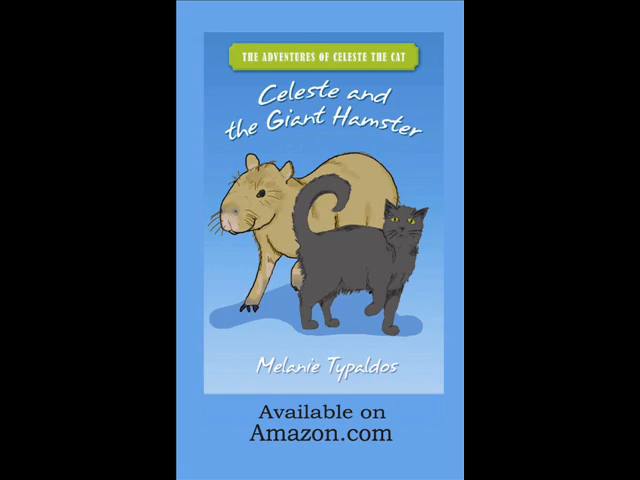 THE ADVENTURES OF CELESTE THE CAT
Celeste and
the Giant Hamster
Melanie Typaldos
Available on
Amazon.com